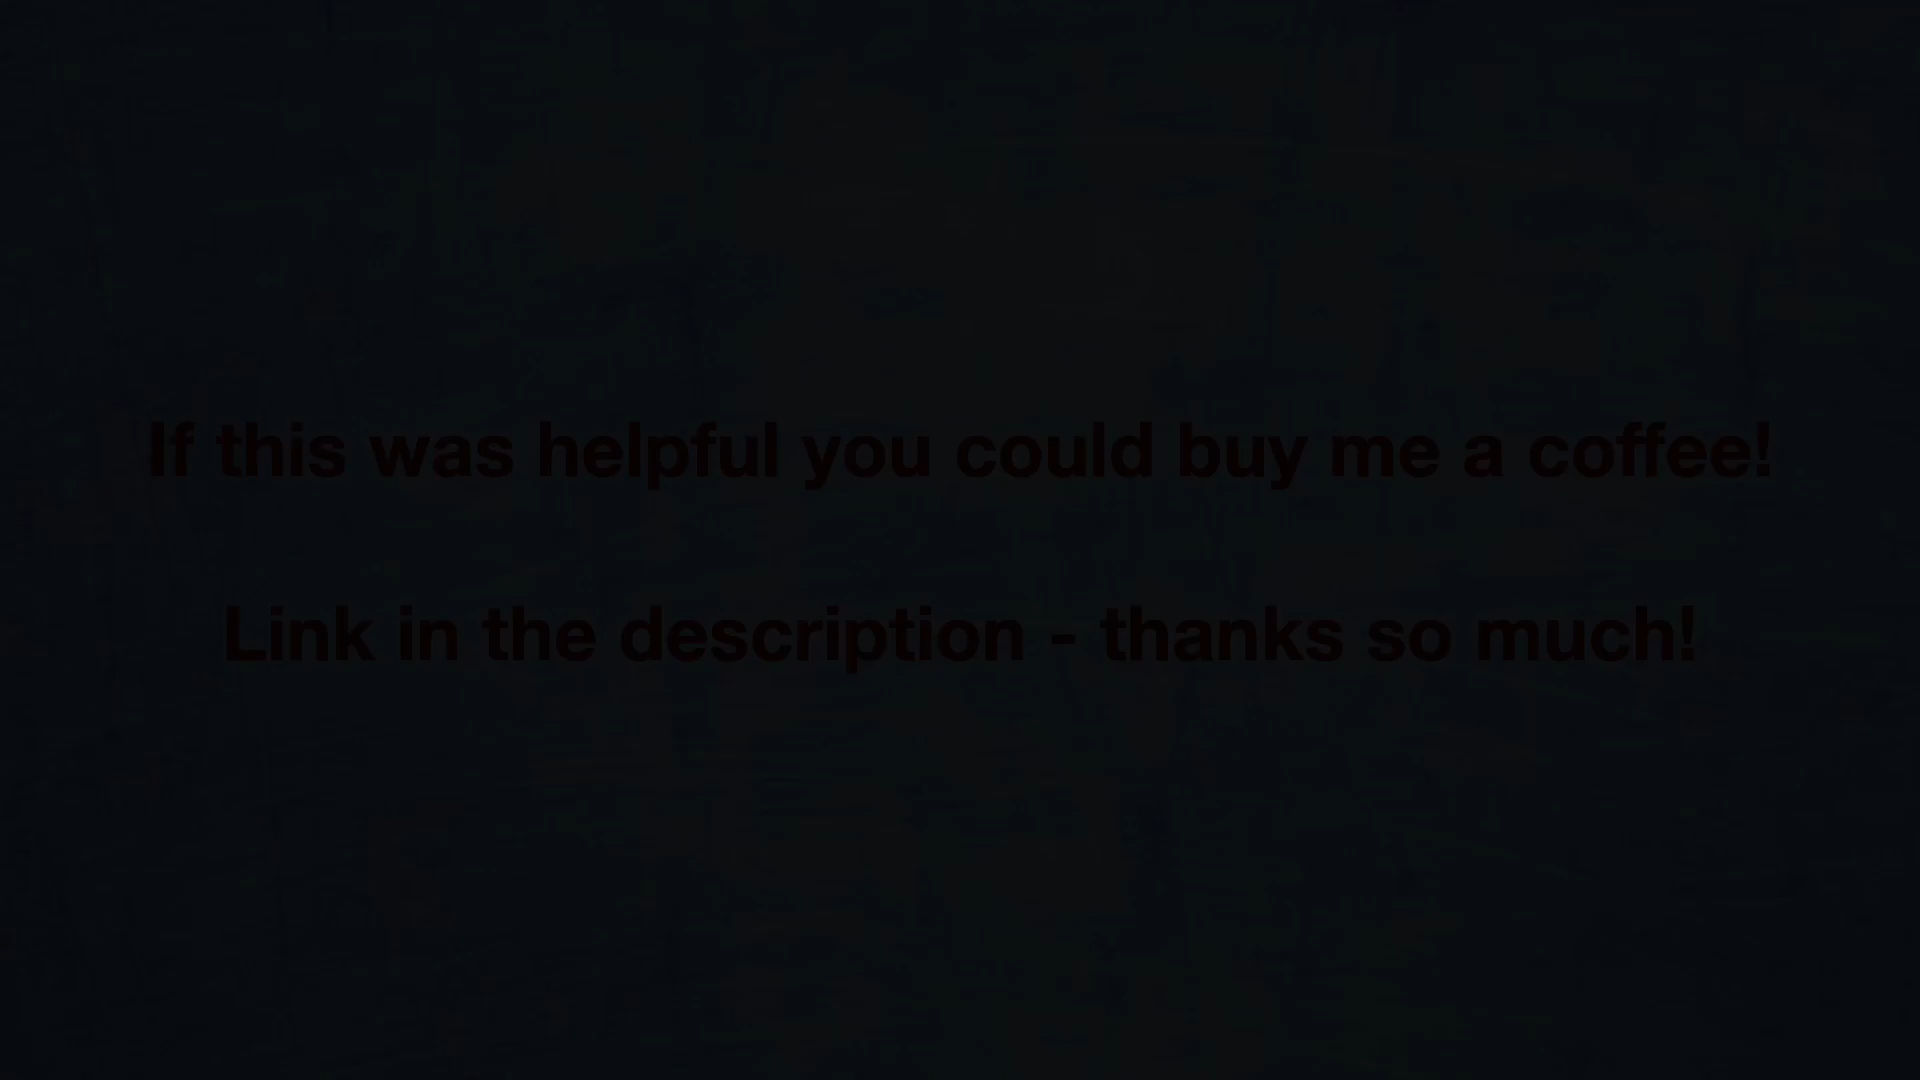 If this was helpful you could buy me a coffee!
Link in the description - thanks so much!